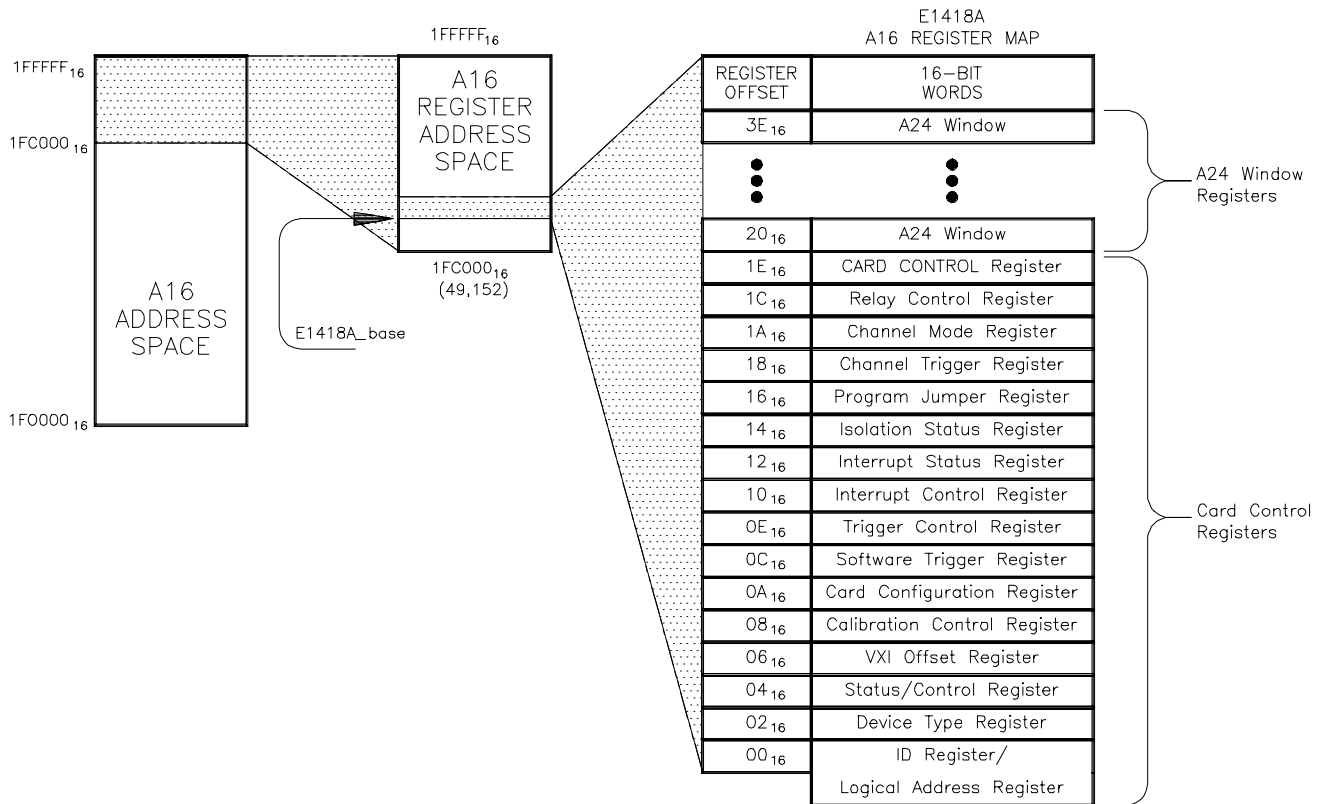 E1418A
A16 REGISTER MAP
1FFFFF₁₆
1FC000₁₆
A16
ADDRESS
SPACE
1F0000₁₆
1FFFFF₁₆
A16
REGISTER
ADDRESS
SPACE
1FC000₁₆
(49,152)
E1418A_base
REGISTER
OFFSET
16-BIT
WORDS
3E₁₆ A24 Window
20₁₆ A24 Window
1E₁₆ CARD CONTROL Register
1C₁₆ Relay Control Register
1A₁₆ Channel Mode Register
18₁₆ Channel Trigger Register
16₁₆ Program Jumper Register
14₁₆ Isolation Status Register
12₁₆ Interrupt Status Register
10₁₆ Interrupt Control Register
0E₁₆ Trigger Control Register
0C₁₆ Software Trigger Register
0A₁₆ Card Configuration Register
08₁₆ Calibration Control Register
06₁₆ VXI Offset Register
04₁₆ Status/Control Register
02₁₆ Device Type Register
00₁₆ ID Register/
Logical Address Register
A24 Window
Registers
Card Control
Registers